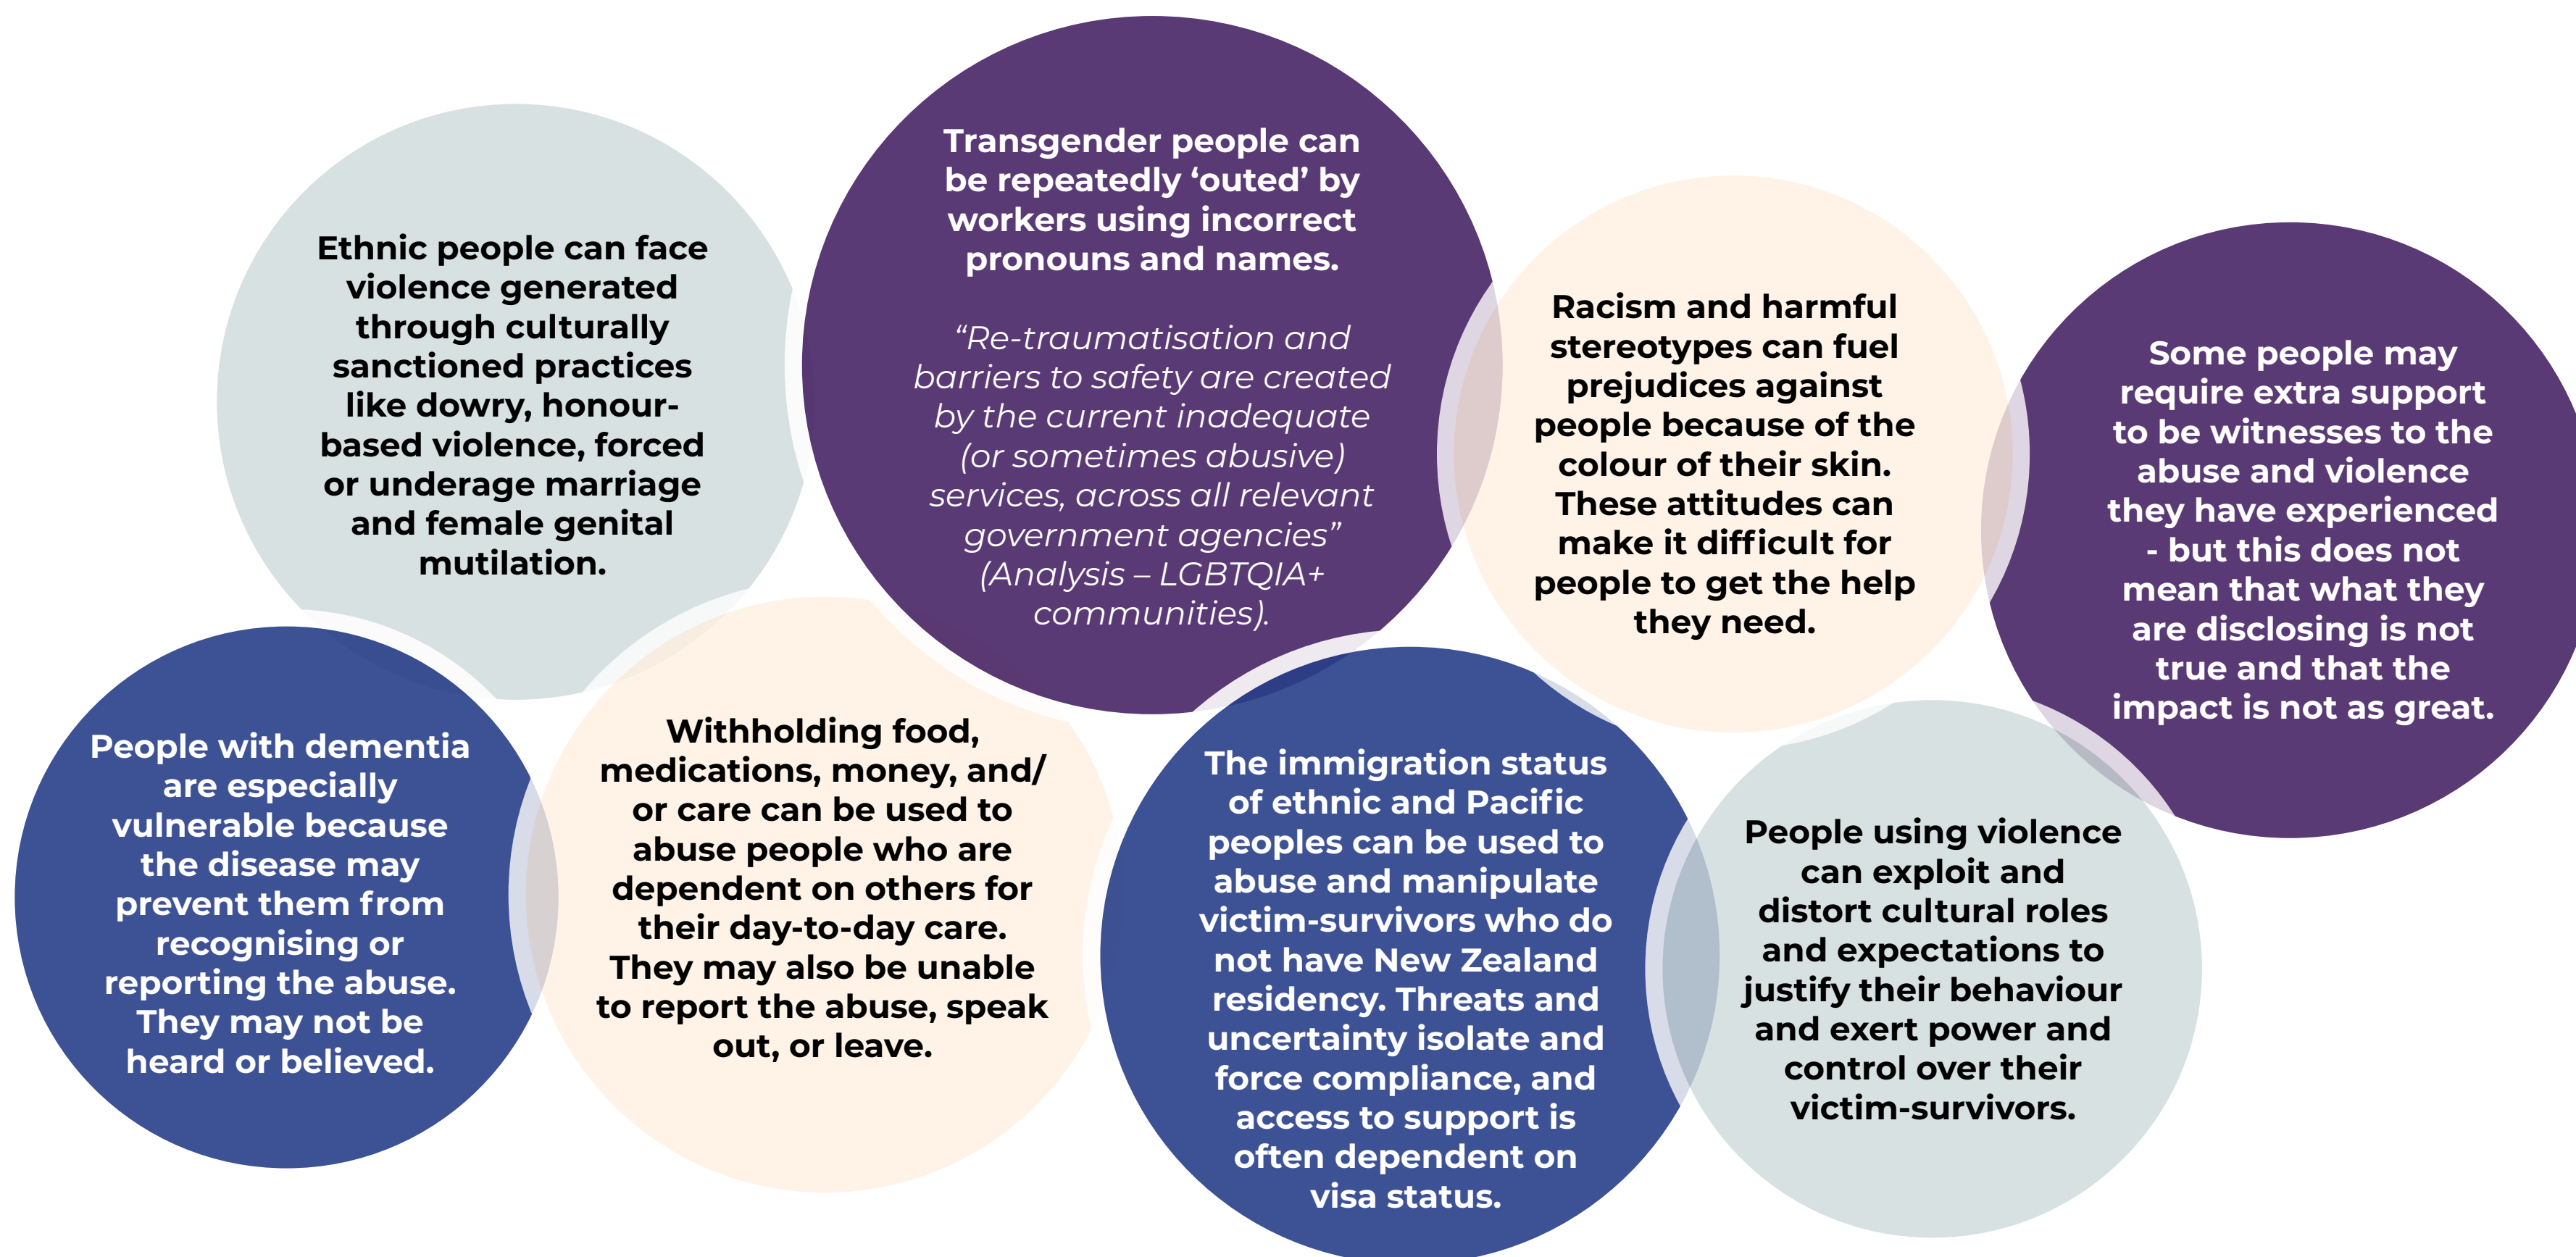 Ethnic people can face
violence generated
through culturally
sanctioned practices
like dowry, honour-
based violence, forced
or underage marriage
and female genital
mutilation.
Transgender people can
be repeatedly ‘outed’ by
workers using incorrect
pronouns and names.
“Re-traumatisation and
barriers to safety are created
by the current inadequate
(or sometimes abusive)
services, across all relevant
government agencies”
(Analysis – LGBTQIA+
communities).
Racism and harmful
stereotypes can fuel
prejudices against
people because of the
colour of their skin.
These attitudes can
make it difficult for
people to get the help
they need.
Some people may
require extra support
to be witnesses to the
abuse and violence
they have experienced
- but this does not
mean that what they
are disclosing is not
true and that the
impact is not as great.
People with dementia
are especially
vulnerable because
the disease may
prevent them from
recognising or
reporting the abuse.
They may not be
heard or believed.
Withholding food,
medications, money, and/
or care can be used to
abuse people who are
dependent on others for
their day-to-day care.
They may also be unable
to report the abuse, speak
out, or leave.
The immigration status
of ethnic and Pacific
peoples can be used to
abuse and manipulate
victim-survivors who do
not have New Zealand
residency. Threats and
uncertainty isolate and
force compliance, and
access to support is
often dependent on
visa status.
People using violence
can exploit and
distort cultural roles
and expectations to
justify their behaviour
and exert power and
control over their
victim-survivors.